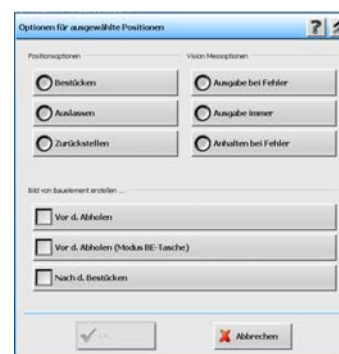 Optionen für ausgewählte Positionen
Positionsoptionen
Vision Messoptionen
Bestücken
Ausgabe bei Fehler
Auslassen
Ausgabe immer
Zurückstellen
Anhalten bei Fehler
Bild von Bauelement erstellen ...
Vor d. Abholen
Vor d. Abholen (Modus BE-Tasche)
Nach d. Bestücken
Abbrechen